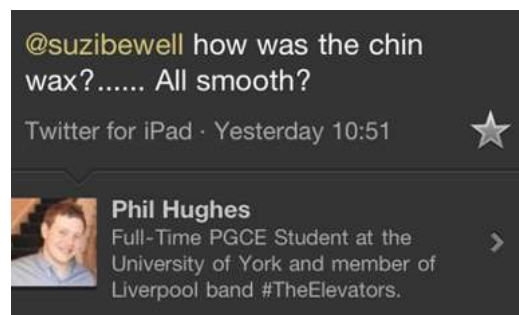 @suzibewell how was the chin
wax?...... All smooth?
Twitter for iPad · Yesterday 10:51
Phil Hughes
Full-Time PGCE Student at the
University of York and member of
Liverpool band #TheElevators.